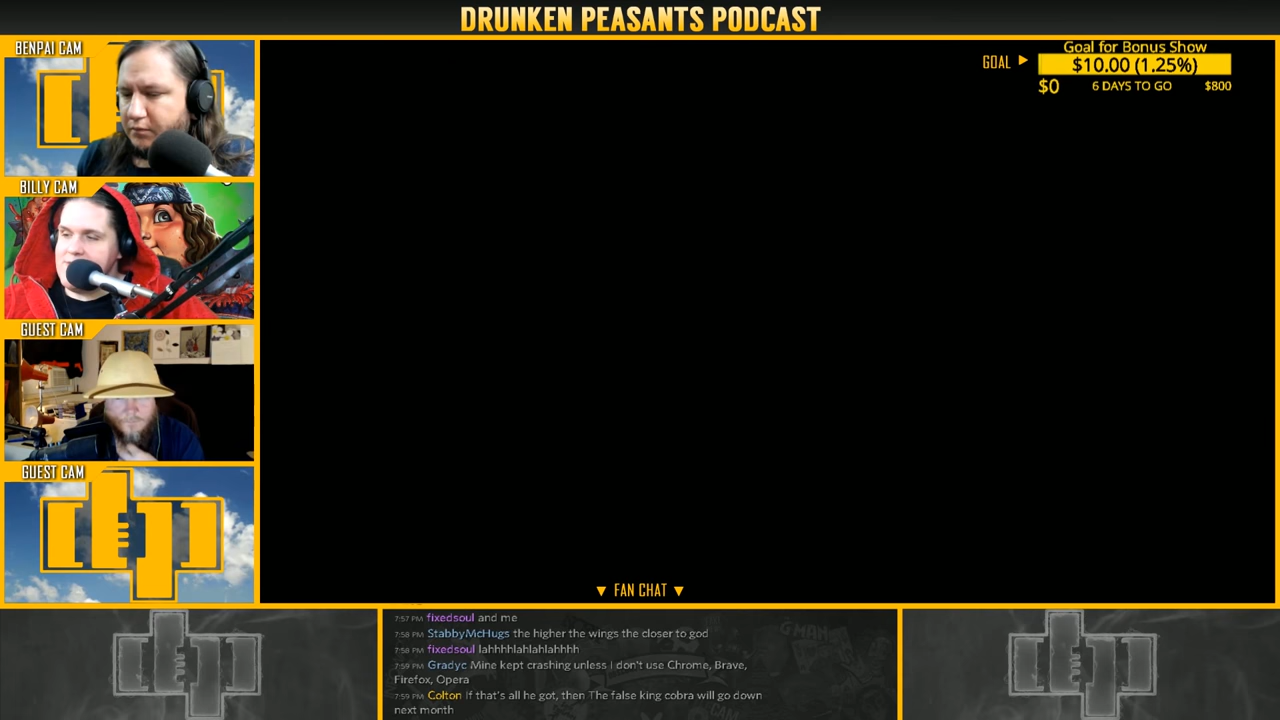 DRUNKEN PEASANTS PODCAST
BENPAI CAM
BILLY CAM
GUEST CAM
GUEST CAM
GOAL ▶
Goal for Bonus Show
$10.00 (1.25%)
$0 6 DAYS TO GO $800
▼ FAN CHAT ▼
7:57 PM fixedsoul and me
7:58 PM StabbyMcHugs the higher the wings the closer to god
7:58 PM fixedsoul lahhhhlahlahlahhhh
7:59 PM Gradyc Mine kept crashing unless I don't use Chrome, Brave,
Firefox, Opera
7:59 PM Colton If that's all he got, then The false king cobra will go down
next month
GMAN